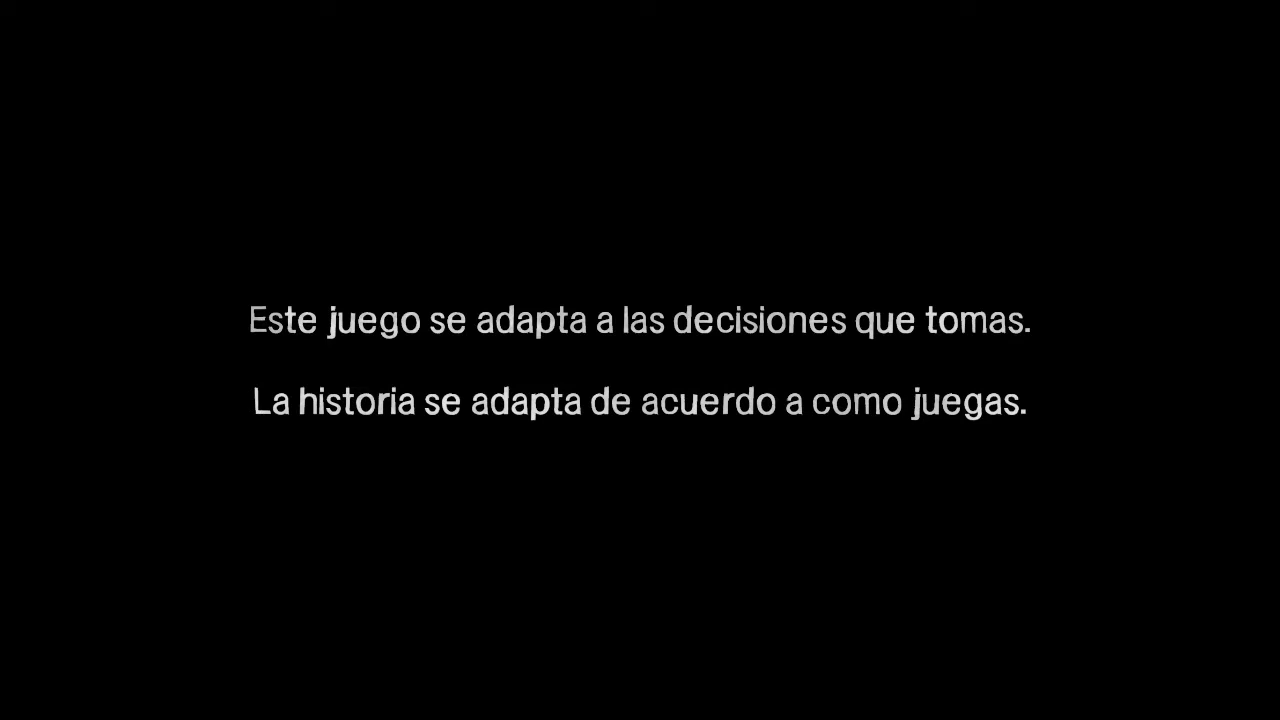 Este juego se adapta a las decisiones que tomas.
La historia se adapta de acuerdo a como juegas.